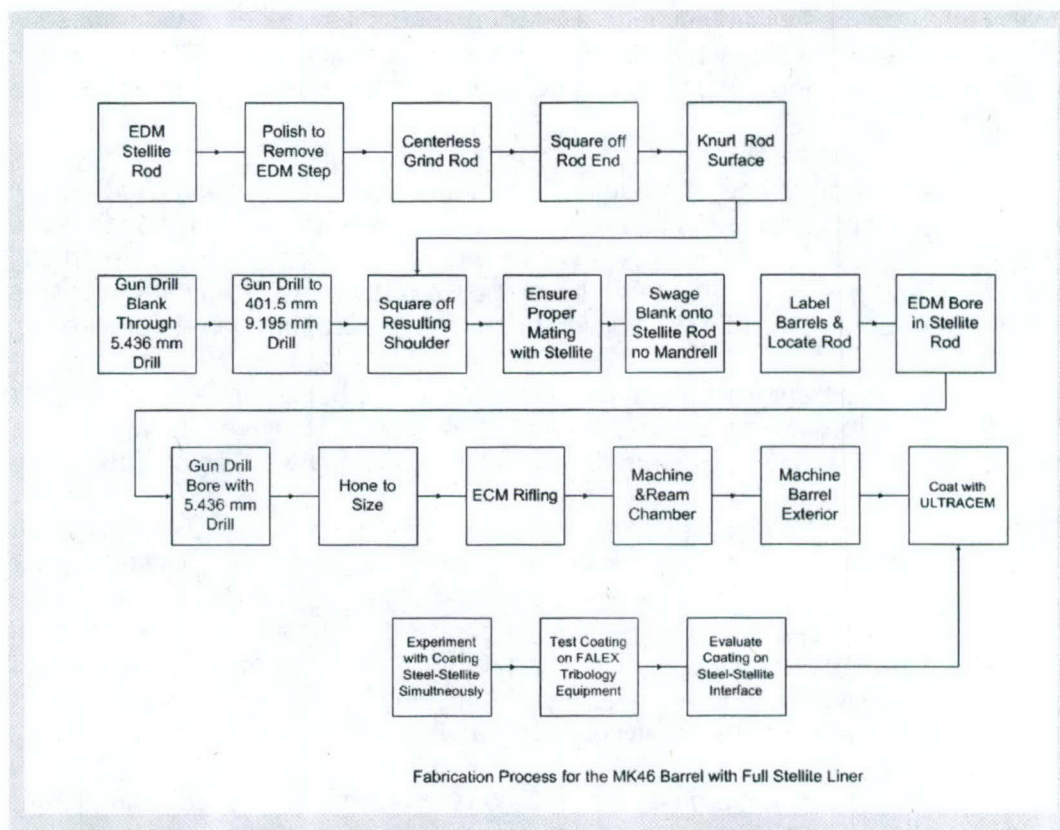 EDM
Stellite
Rod
Polish to
Remove
EDM Step
Centerless
Grind Rod
Square off
Rod End
Knurl Rod
Surface
Gun Drill
Blank
Through
5.436 mm
Drill
Gun Drill to
401.5 mm
9.195 mm
Drill
Square off
Resulting
Shoulder
Ensure
Proper
Mating
with Stellite
Swage
Blank onto
Stellite Rod
no Mandrell
Label
Barrels &
Locate Rod
EDM Bore
in Stellite
Rod
Gun Drill
Bore with
5.436 mm
Drill
Hone to
Size
ECM Rifling
Machine
&Ream
Chamber
Machine
Barrel
Exterior
Coat with
ULTRACEM
Experiment
with Coating
Steel-Stellite
Simultneously
Test Coating
on FALEX
Tribology
Equipment
Evaluate
Coating on
Steel-Stellite
Interface
Fabrication Process for the MK46 Barrel with Full Stellite Liner